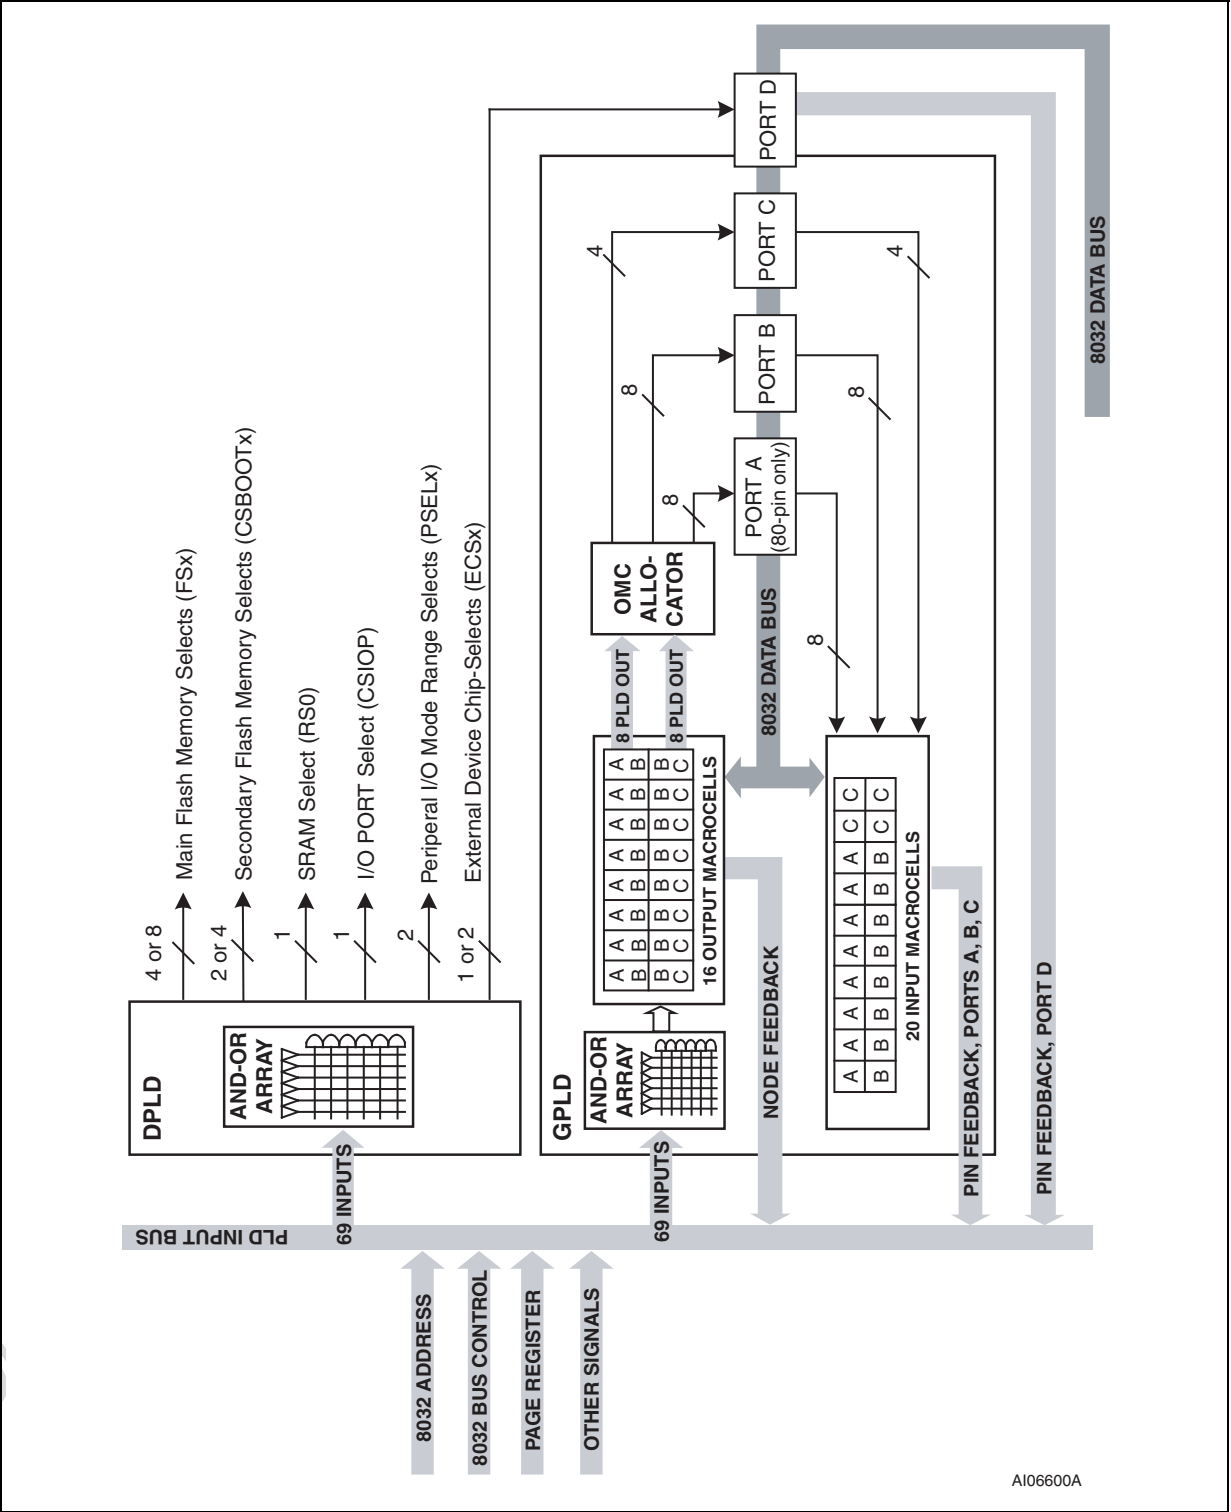 8032 ADDRESS
8032 BUS CONTROL
PAGE REGISTER
OTHER SIGNALS
PLD INPUT BUS
69 INPUTS
69 INPUTS
DPLD
AND-OR
ARRAY
4 or 8
Main Flash Memory Selects (FSx)
2 or 4
Secondary Flash Memory Selects (CSBOOTx)
1
SRAM Select (RS0)
1
I/O PORT Select (CSIOP)
2
Periperal I/O Mode Range Selects (PSELx)
1 or 2
External Device Chip-Selects (ECSx)
GPLD
AND-OR
ARRAY
A A A A A A A A
B B B B B B B B
B B B B B B B B
C C C C C C C C
16 OUTPUT MACROCELLS
8 PLD OUT
8 PLD OUT
OMC
ALLO-
CATOR
4
8
8
PORT A
(80-pin only)
PORT B
PORT C
PORT D
8032 DATA BUS
8
8
4
8032 DATA BUS
NODE FEEDBACK
A A A A A A A A C C
B B B B B B B B C C
20 INPUT MACROCELLS
PIN FEEDBACK, PORTS A, B, C
PIN FEEDBACK, PORT D
AI06600A